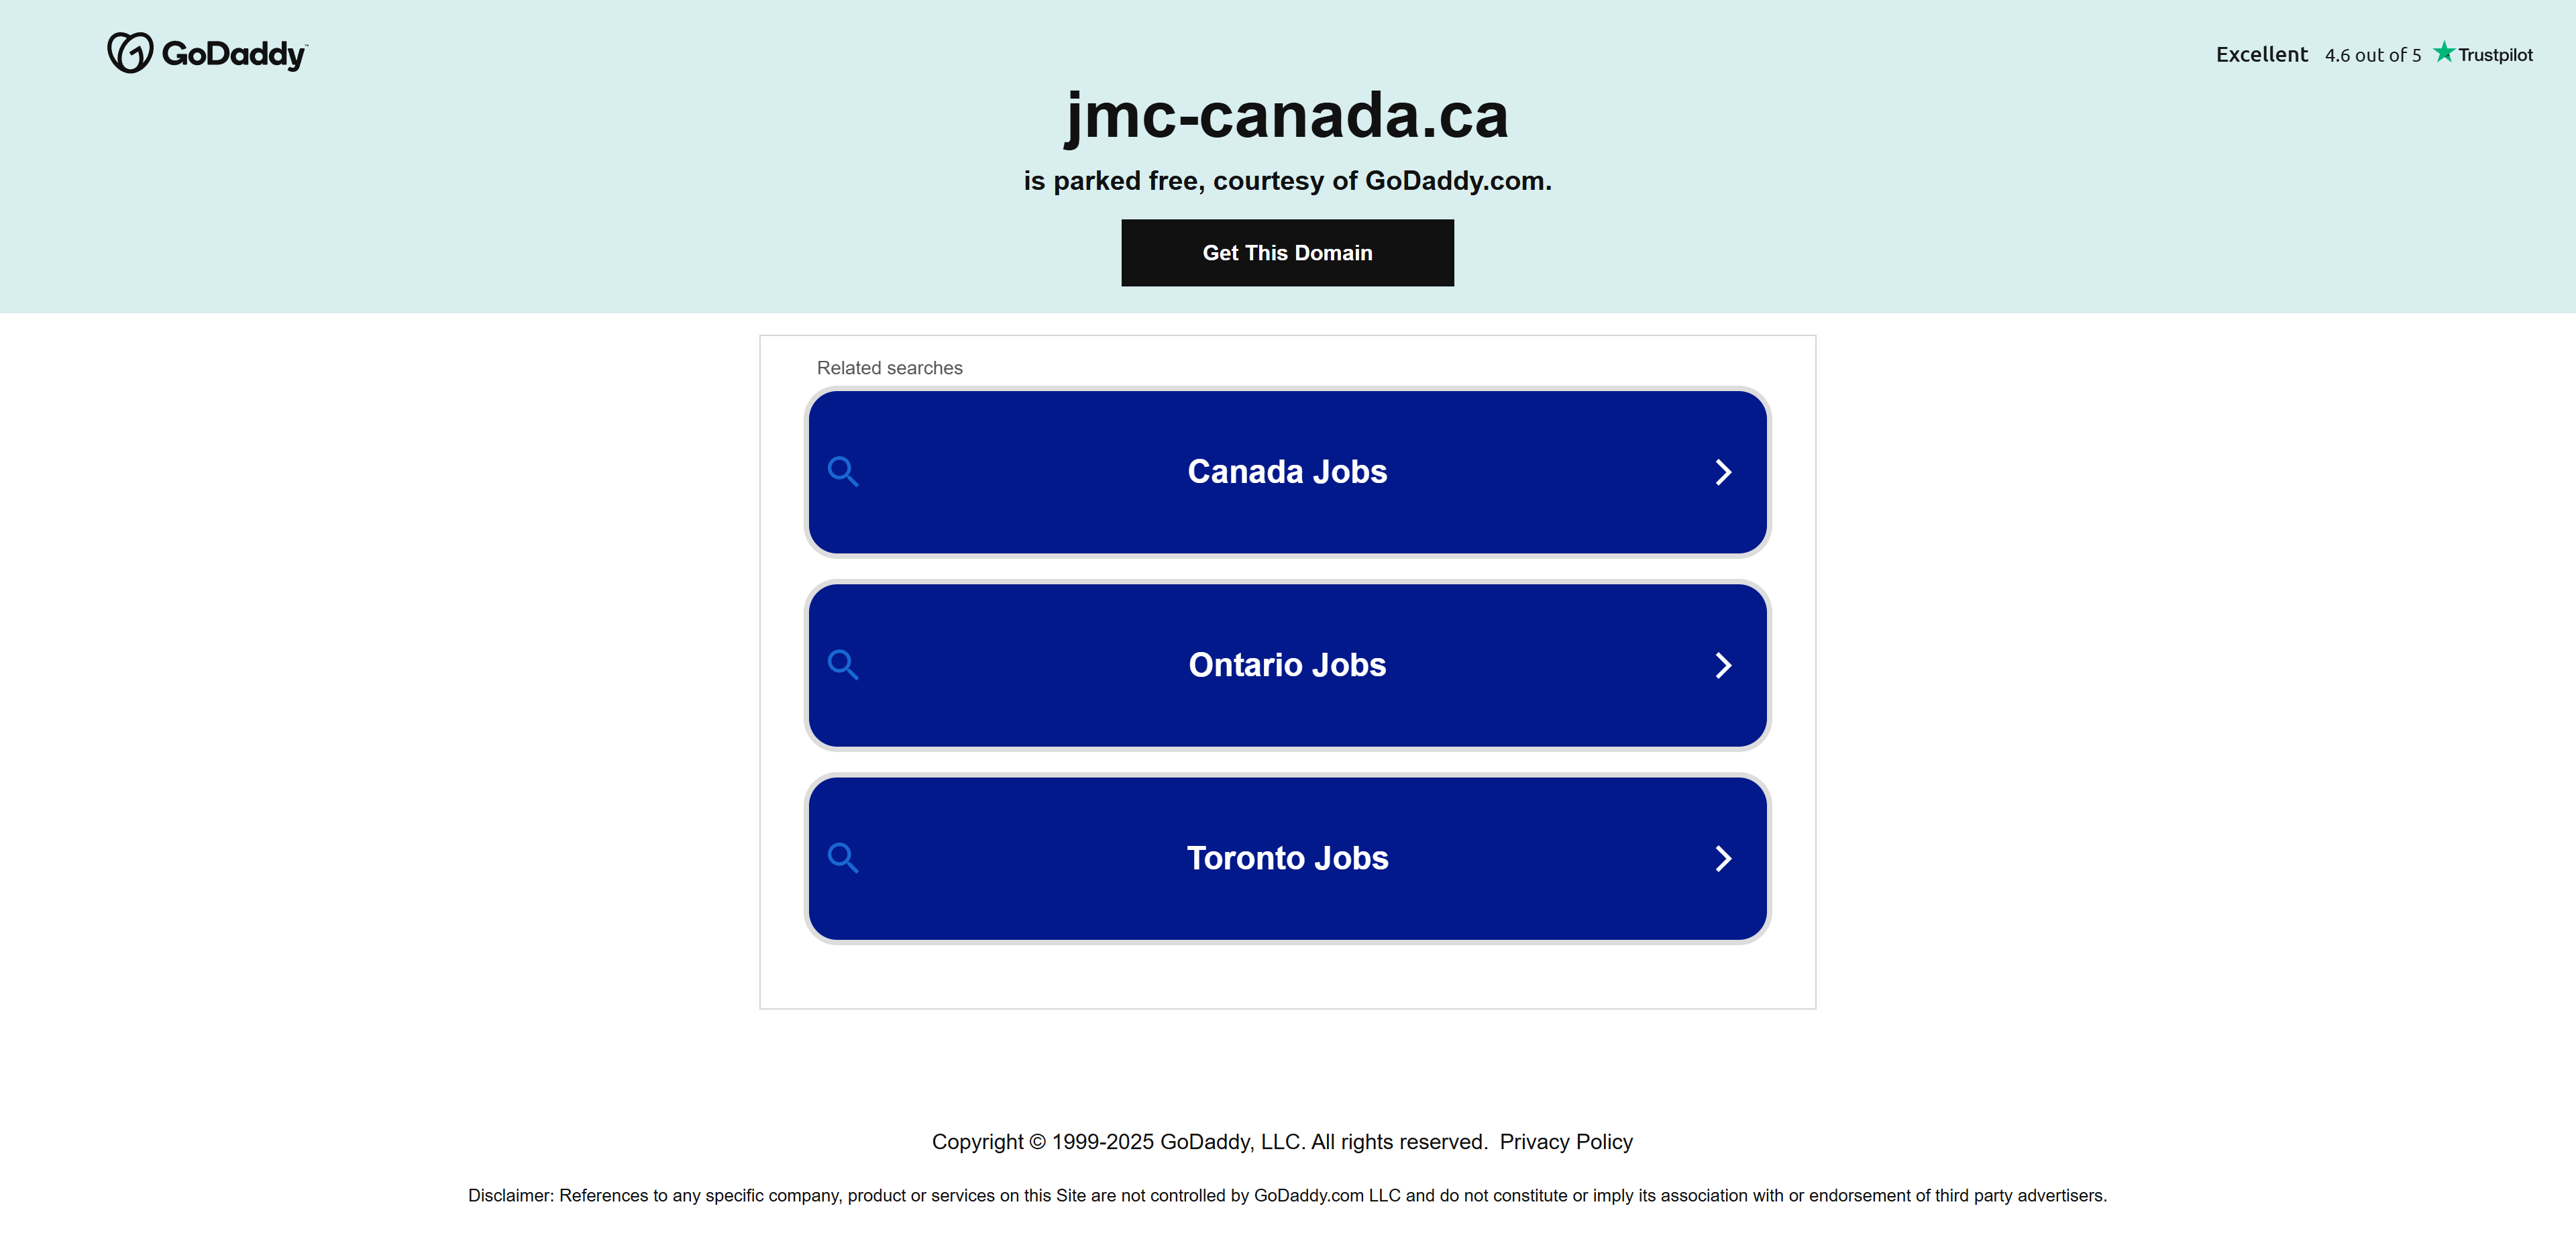 GoDaddy
Excellent 4.6 out of 5 Trustpilot
jmc-canada.ca
is parked free, courtesy of GoDaddy.com.
Get This Domain
Related searches
Canada Jobs
Ontario Jobs
Toronto Jobs
Copyright © 1999-2025 GoDaddy, LLC. All rights reserved. Privacy Policy
Disclaimer: References to any specific company, product or services on this Site are not controlled by GoDaddy.com LLC and do not constitute or imply its association with or endorsement of third party advertisers.